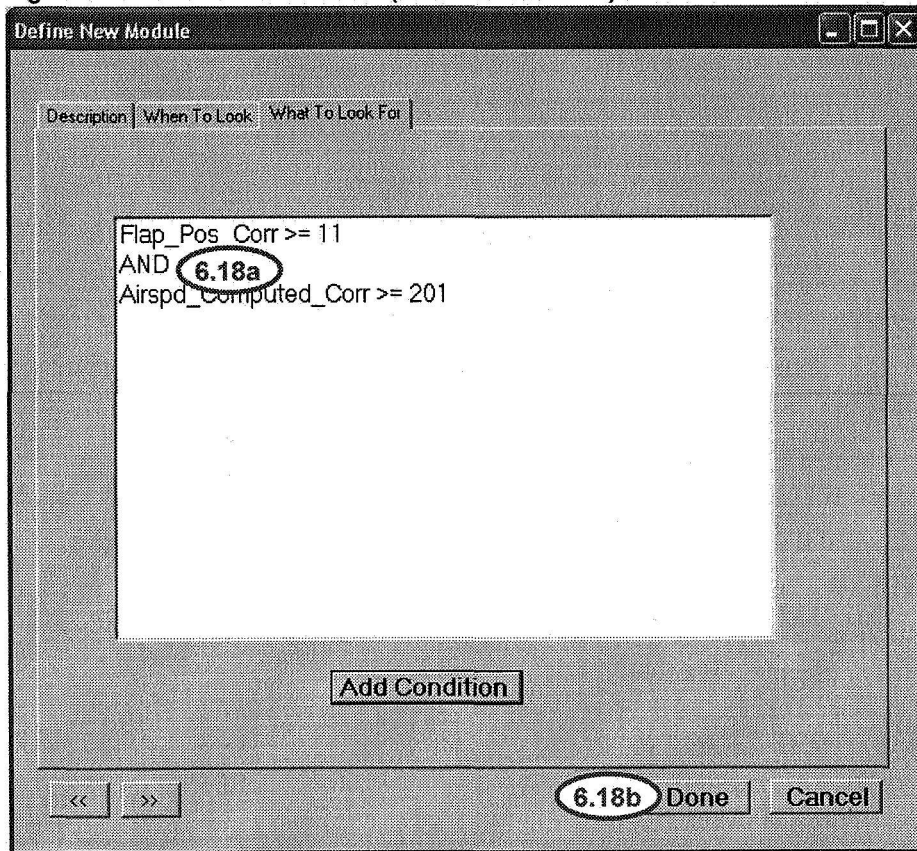 Define New Module
Description When To Look What To Look For
Flap_Pos_Corr >= 11
AND 6.18a
Airspd_Computed_Corr >= 201
Add Condition
<< >> 6.18b Done Cancel